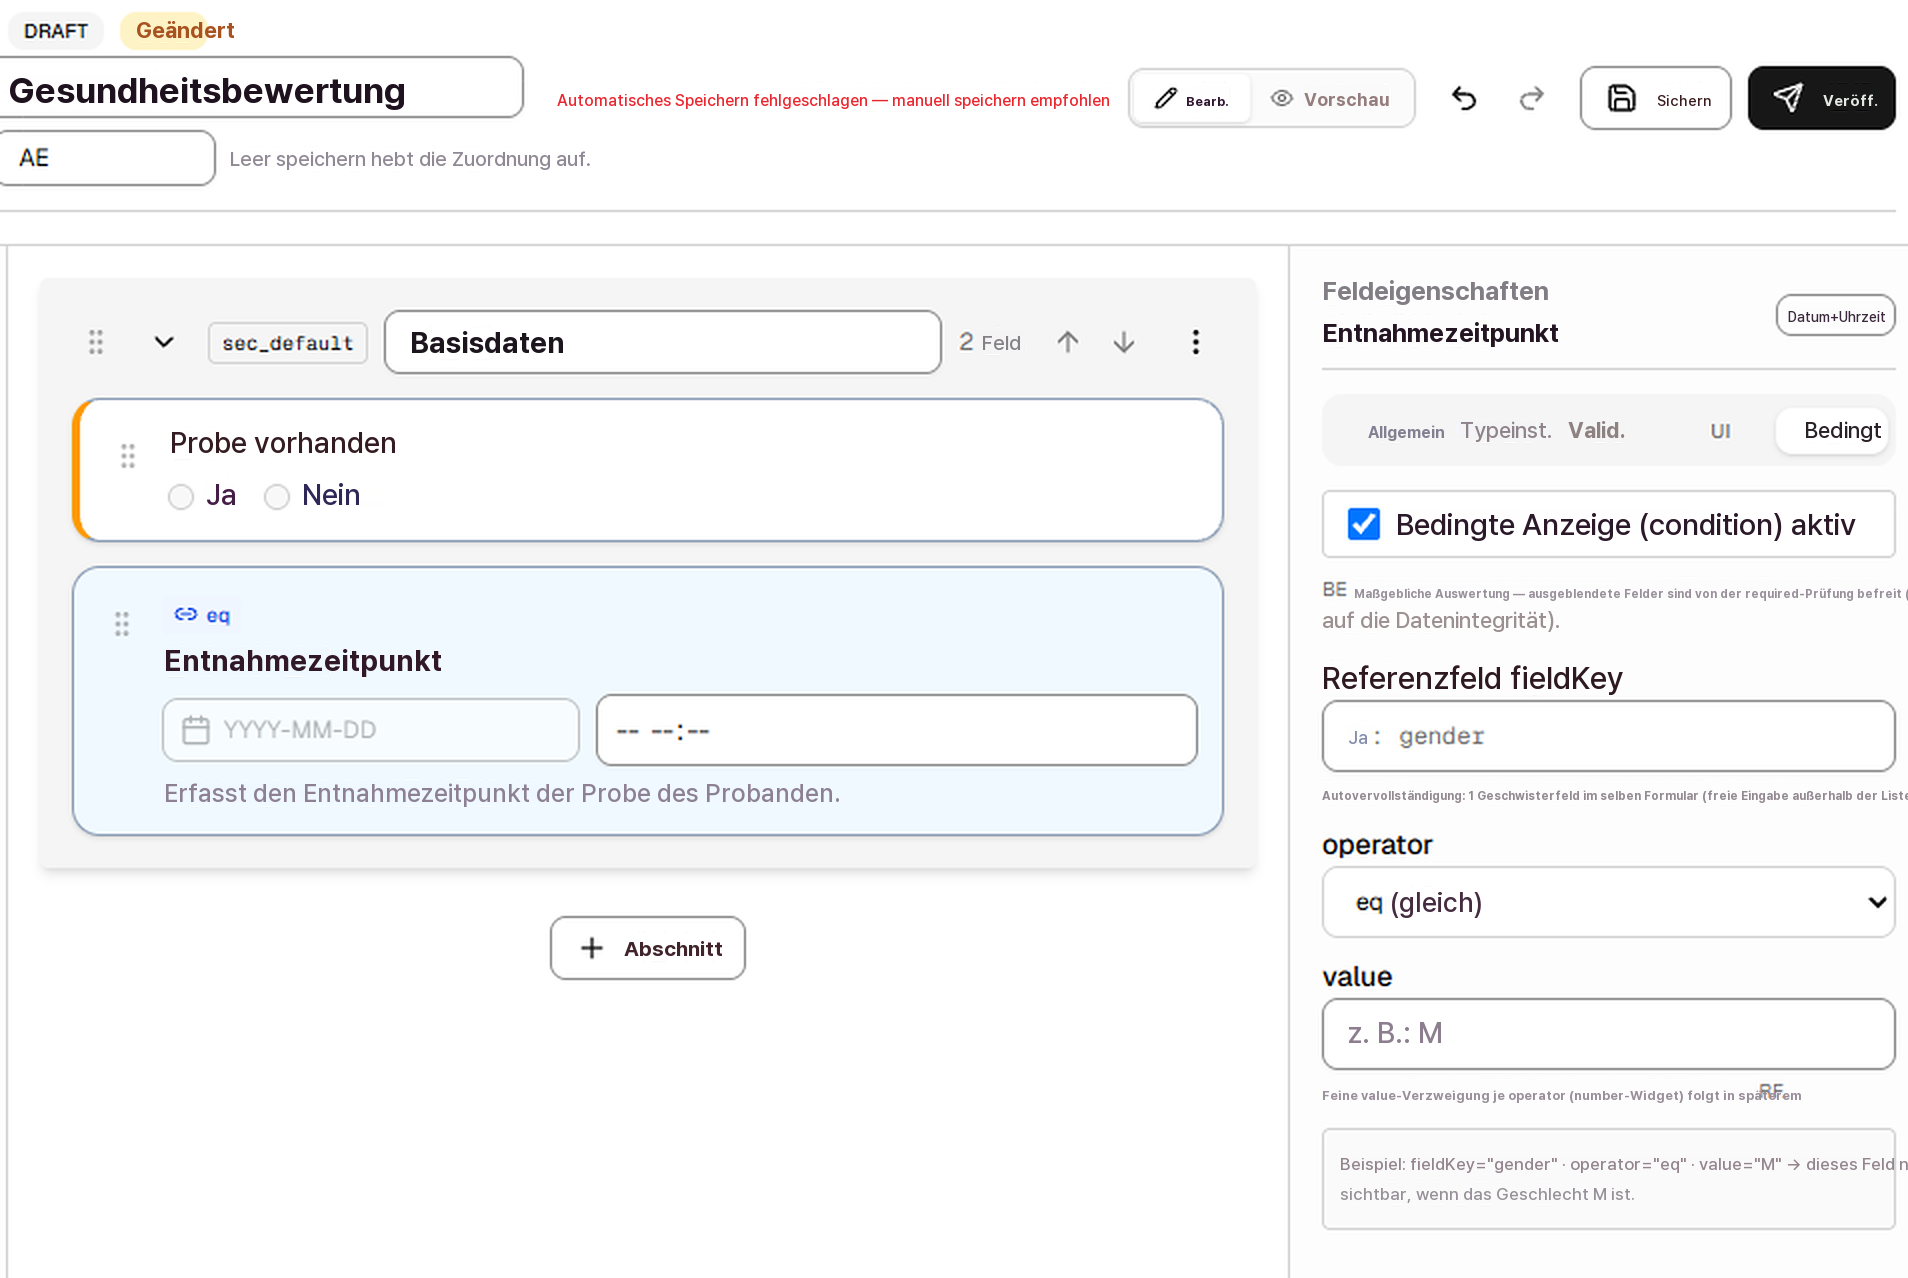 DRAFT Geändert
Gesundheitsbewertung
Automatisches Speichern fehlgeschlagen — manuell speichern empfohlen
Bearb. Vorschau
Sichern
Veröff.
AE
Leer speichern hebt die Zuordnung auf.
sec_default
Basisdaten
2 Feld
Probe vorhanden
Ja Nein
eq
Entnahmezeitpunkt
YYYY-MM-DD
-- --:--
Erfasst den Entnahmezeitpunkt der Probe des Probanden.
Abschnitt
Feldeigenschaften
Entnahmezeitpunkt
Datum+Uhrzeit
Allgemein Typeinst. Valid. UI Bedingt
Bedingte Anzeige (condition) aktiv
BE Maßgebliche Auswertung — ausgeblendete Felder sind von der required-Prüfung befreit (
auf die Datenintegrität).
Referenzfeld fieldKey
Ja : gender
Autovervollständigung: 1 Geschwisterfeld im selben Formular (freie Eingabe außerhalb der Liste
operator
eq (gleich)
value
z. B.: M
Feine value-Verzweigung je operator (number-Widget) folgt in späterem
Beispiel: fieldKey="gender" · operator="eq" · value="M" → dieses Feld n
sichtbar, wenn das Geschlecht M ist.